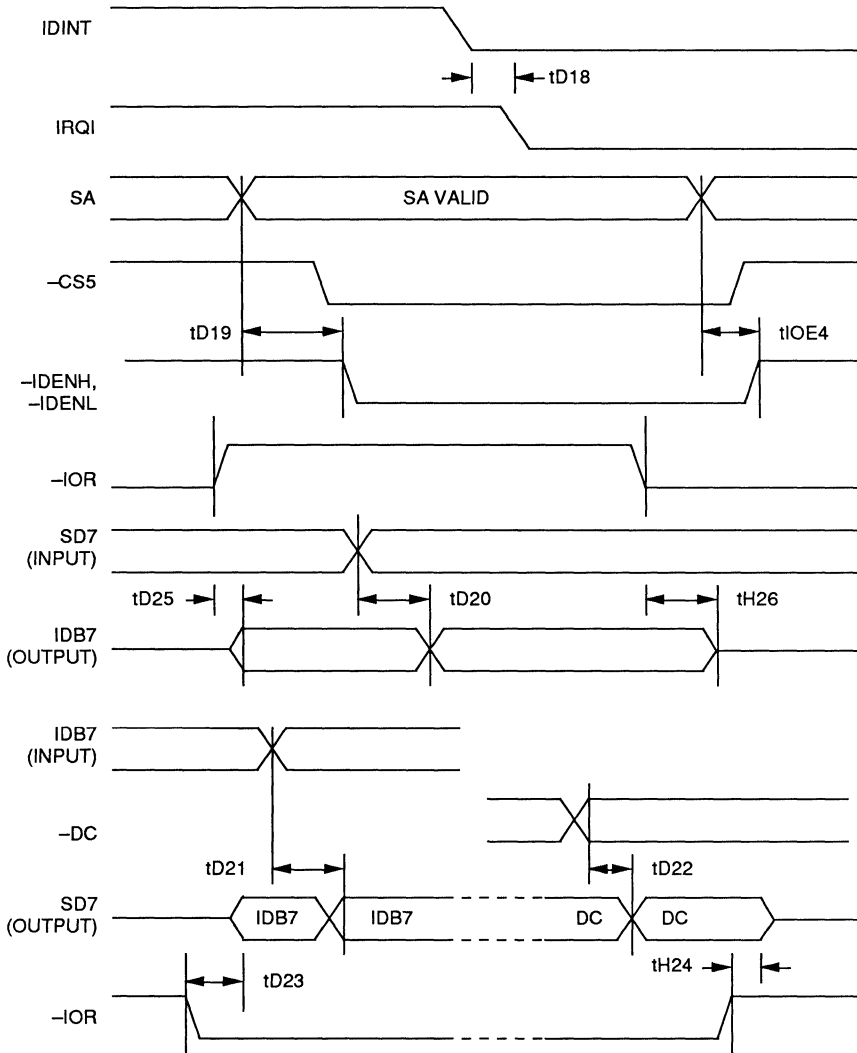 IDINT
tD18
IRQI
SA
SA VALID
–CS5
tD19
tIOE4
–IDENH,
–IDENL
–IOR
SD7
(INPUT)
tD25
tD20
tH26
IDB7
(OUTPUT)
IDB7
(INPUT)
–DC
tD21
tD22
SD7
(OUTPUT)
IDB7
IDB7
DC
DC
tD23
tH24
–IOR